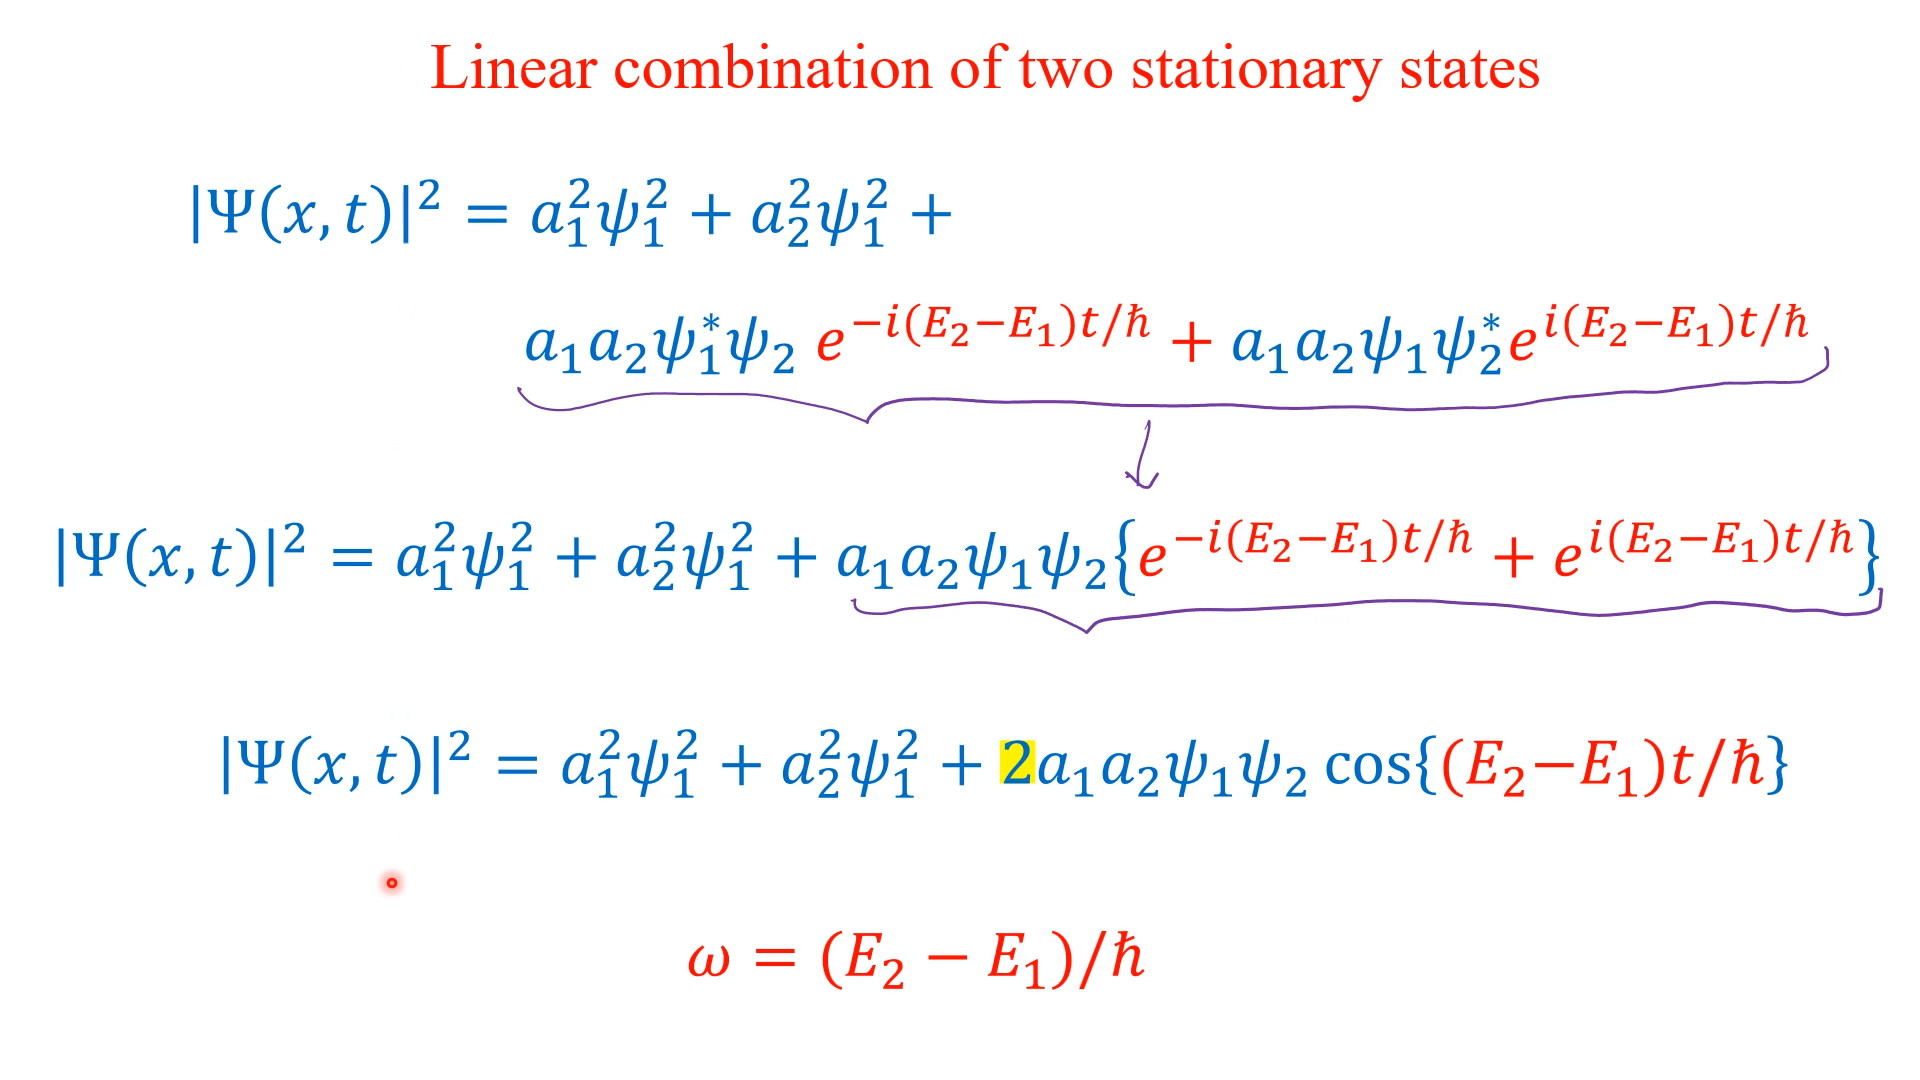 Linear combination of two stationary states
|Ψ(x, t)|² = a₁²ψ₁² + a₂²ψ₁² +
a₁a₂ψ₁*ψ₂ e^{−i(E₂−E₁)t/ħ} + a₁a₂ψ₁ψ₂*e^{i(E₂−E₁)t/ħ}
|Ψ(x, t)|² = a₁²ψ₁² + a₂²ψ₁² + a₁a₂ψ₁ψ₂{e^{−i(E₂−E₁)t/ħ} + e^{i(E₂−E₁)t/ħ}}
|Ψ(x, t)|² = a₁²ψ₁² + a₂²ψ₁² + 2a₁a₂ψ₁ψ₂ cos{(E₂−E₁)t/ħ}
ω = (E₂ − E₁)/ħ